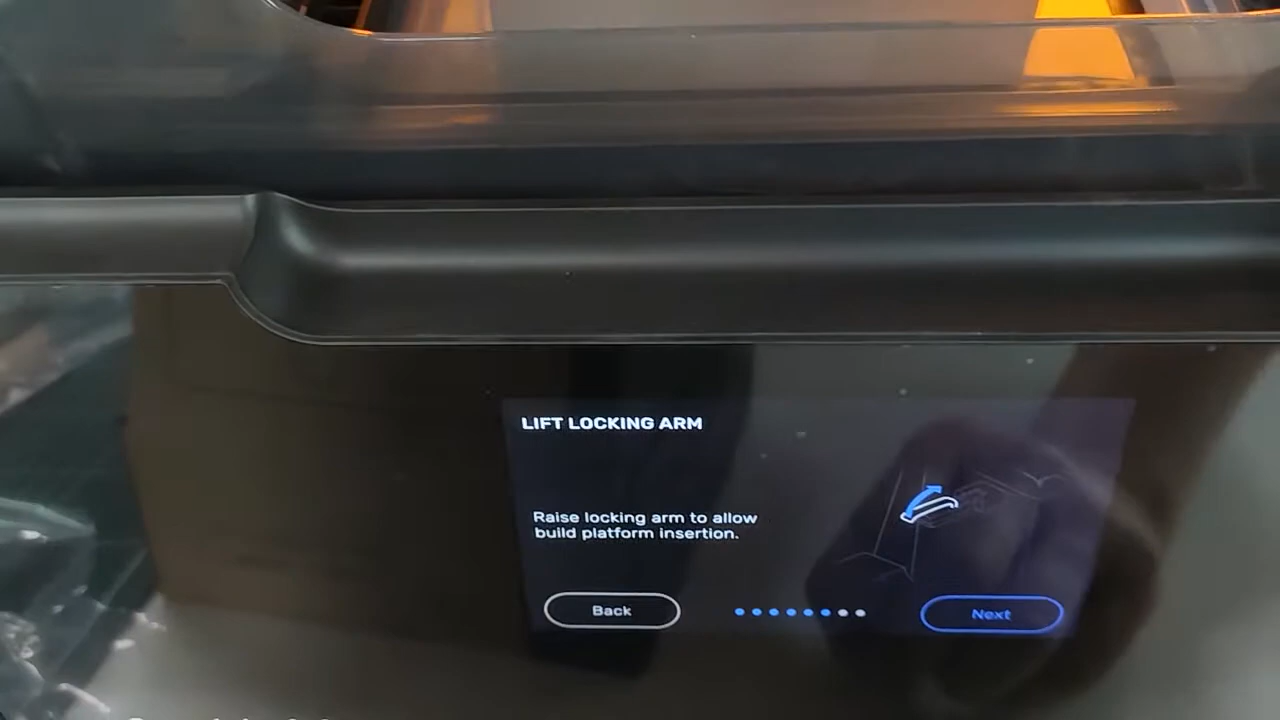 LIFT LOCKING ARM
Raise locking arm to allow
build platform insertion.
Back
Next